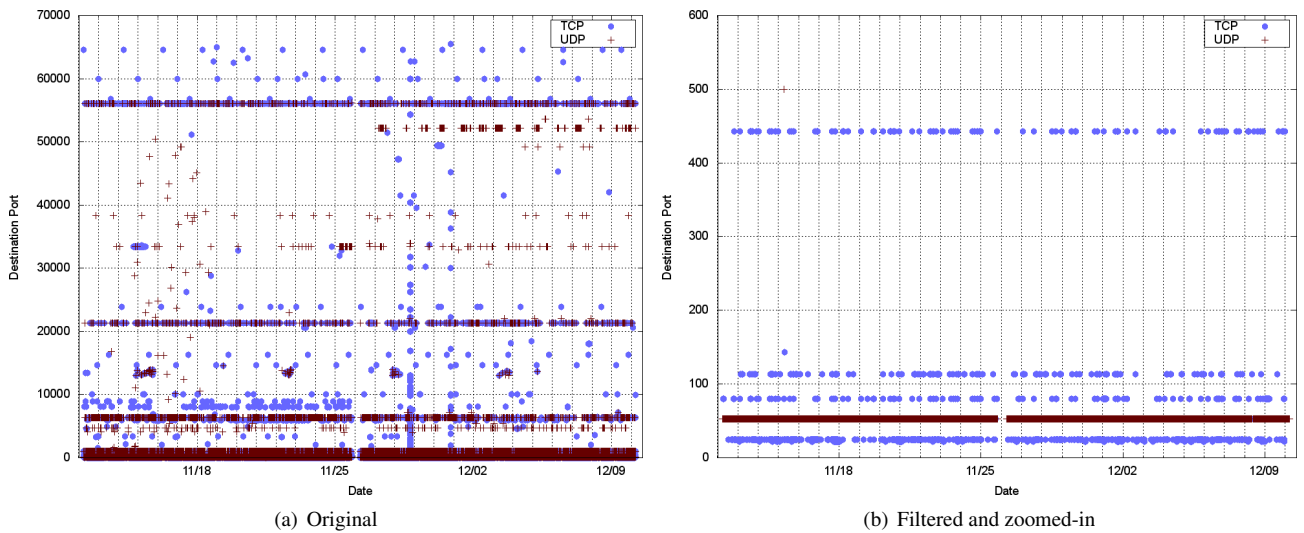 70000
60000
50000
40000
30000
20000
10000
0
Destination Port
11/18
11/25
12/02
12/09
Date
TCP
UDP
(a) Original
600
500
400
300
200
100
0
Destination Port
11/18
11/25
12/02
12/09
Date
TCP
UDP
(b) Filtered and zoomed-in